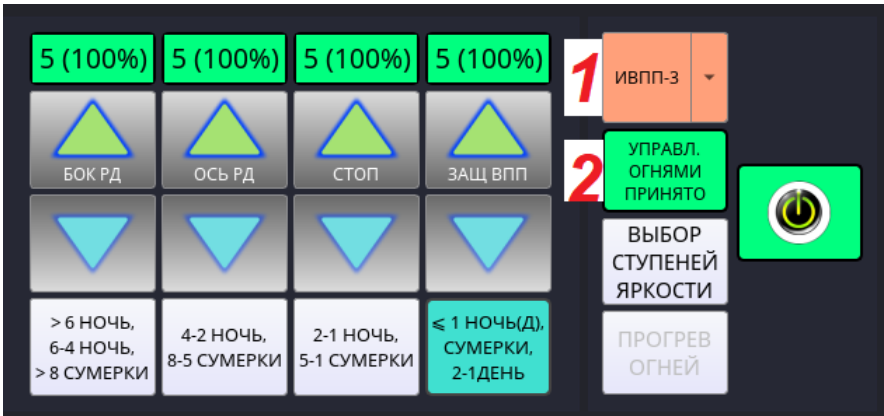 5 (100%) 5 (100%) 5 (100%) 5 (100%)
БОК РД ОСЬ РД СТОП ЗАЩ ВПП
> 6 НОЧЬ,
6-4 НОЧЬ,
> 8 СУМЕРКИ
4-2 НОЧЬ,
8-5 СУМЕРКИ
2-1 НОЧЬ,
5-1 СУМЕРКИ
⩽ 1 НОЧЬ(Д),
СУМЕРКИ,
2-1ДЕНЬ
1
ИВПП-3
2
УПРАВЛ.
ОГНЯМИ
ПРИНЯТО
ВЫБОР
СТУПЕНЕЙ
ЯРКОСТИ
ПРОГРЕВ
ОГНЕЙ